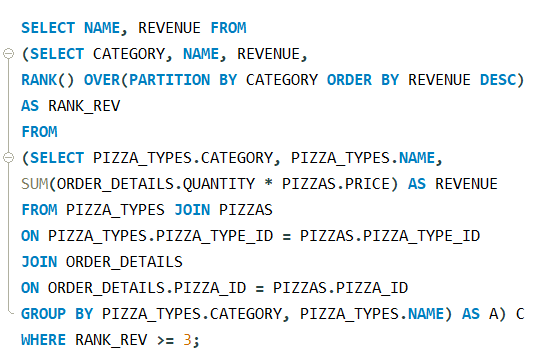 SELECT NAME, REVENUE FROM
(SELECT CATEGORY, NAME, REVENUE,
RANK() OVER(PARTITION BY CATEGORY ORDER BY REVENUE DESC)
AS RANK_REV
FROM
(SELECT PIZZA_TYPES.CATEGORY, PIZZA_TYPES.NAME,
SUM(ORDER_DETAILS.QUANTITY * PIZZAS.PRICE) AS REVENUE
FROM PIZZA_TYPES JOIN PIZZAS
ON PIZZA_TYPES.PIZZA_TYPE_ID = PIZZAS.PIZZA_TYPE_ID
JOIN ORDER_DETAILS
ON ORDER_DETAILS.PIZZA_ID = PIZZAS.PIZZA_ID
GROUP BY PIZZA_TYPES.CATEGORY, PIZZA_TYPES.NAME) AS A) C
WHERE RANK_REV >= 3;